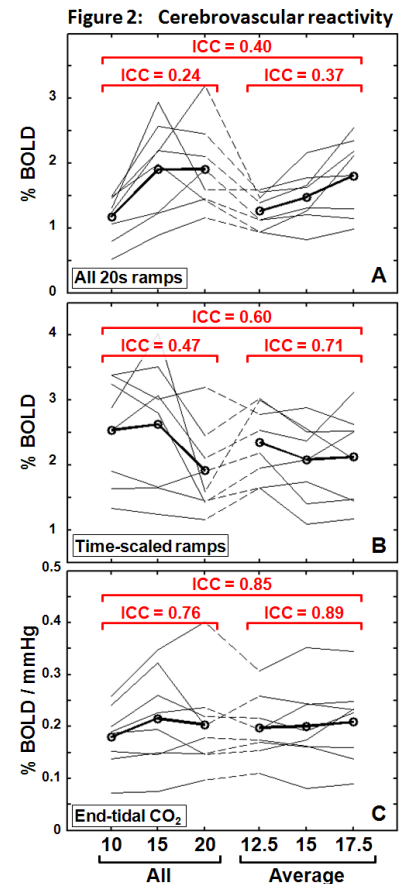 Figure 2: Cerebrovascular reactivity
ICC = 0.40
ICC = 0.24
ICC = 0.37
3
2
1
0
% BOLD
All 20s ramps
A
ICC = 0.60
ICC = 0.47
ICC = 0.71
4
3
2
1
0.5
% BOLD
Time-scaled ramps
B
ICC = 0.85
ICC = 0.76
ICC = 0.89
0.4
0.3
0.2
0.1
0
% BOLD / mmHg
End-tidal CO₂
C
10 15 20 12.5 15 17.5
All Average